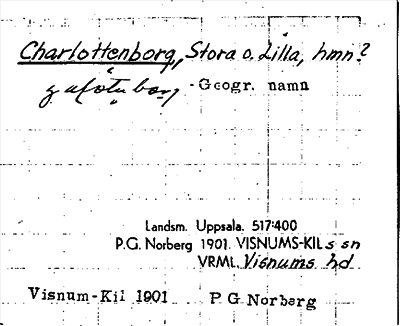 Charlottenborg, Stora o. Lilla, hmn?
- Geogr. namn
Landsm. Uppsala. 517:400
P.G. Norberg 1901. VISNUMS-KILs sn
VRML. Visnums hd
Visnum-Kil 1901 P G Norberg